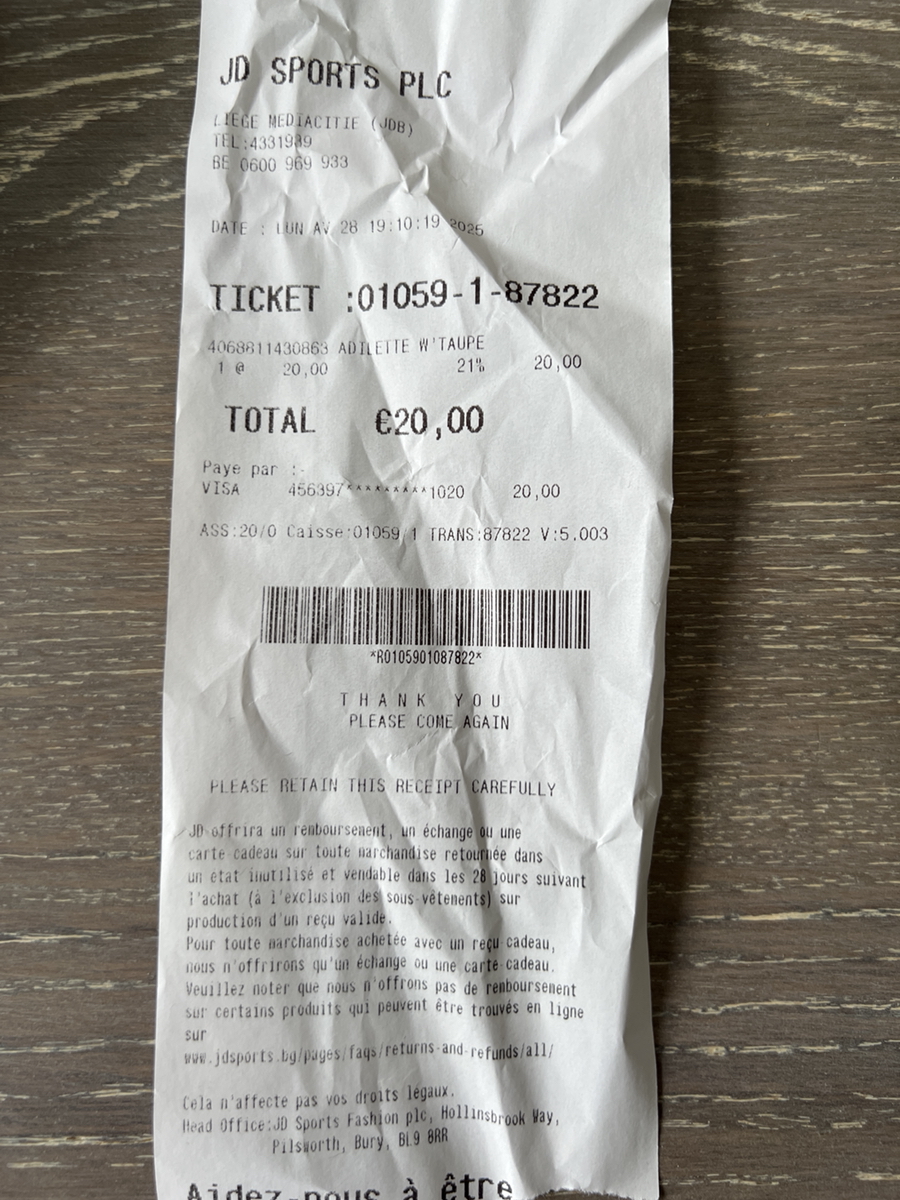 JD SPORTS PLC
LIEGE MEDIACITIE (JDB)
TEL:4331939
BE 0600 969 933
DATE : LUN AV 28 19:10:19 2025
TICKET :01059-1-87822
4068811430863 ADILETTE W'TAUPE
1 @ 20,00 21% 20,00
TOTAL €20,00
Paye par :-
VISA 456397*********1020 20,00
ASS:20/0 Caisse:01059/1 TRANS:87822 V:5.003
*R0105901087822*
THANK YOU
PLEASE COME AGAIN
PLEASE RETAIN THIS RECEIPT CAREFULLY
JD offrira un remboursement, un échange ou une
carte-cadeau sur toute marchandise retournée dans
un état inutilisé et vendable dans les 28 jours suivant
l'achat (à l'exclusion des sous-vêtements) sur
production d'un reçu valide.
Pour toute marchandise achetée avec un reçu cadeau,
nous n'offrirons qu'un échange ou une carte-cadeau.
Veuillez noter que nous n'offrons pas de remboursement
sur certains produits qui peuvent être trouvés en ligne
sur
www.jdsports.bg/pages/faqs/returns-and-refunds/all/
Cela n'affecte pas vos droits légaux.
Head Office:JD Sports Fashion plc, Hollinsbrook Way,
Pilsworth, Bury, BL9 8RR
Aidez-nous à être